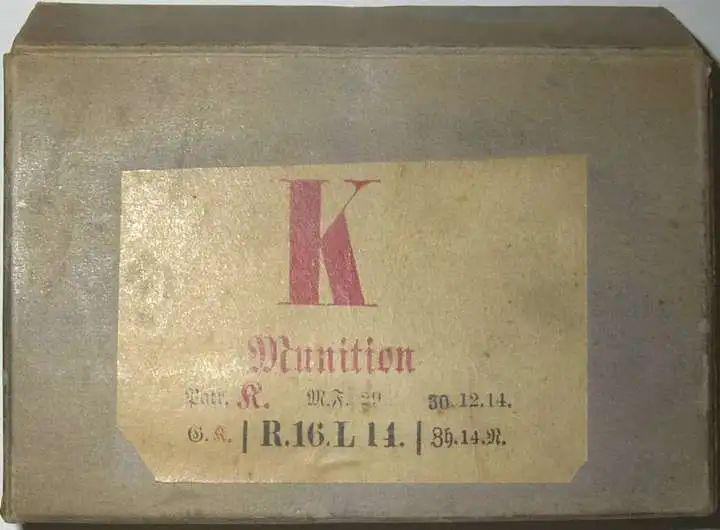 K
Munition
Patr. K. M.F. 29 30.12.14.
G. K. | R.16.L 14. | Zh.14.N.